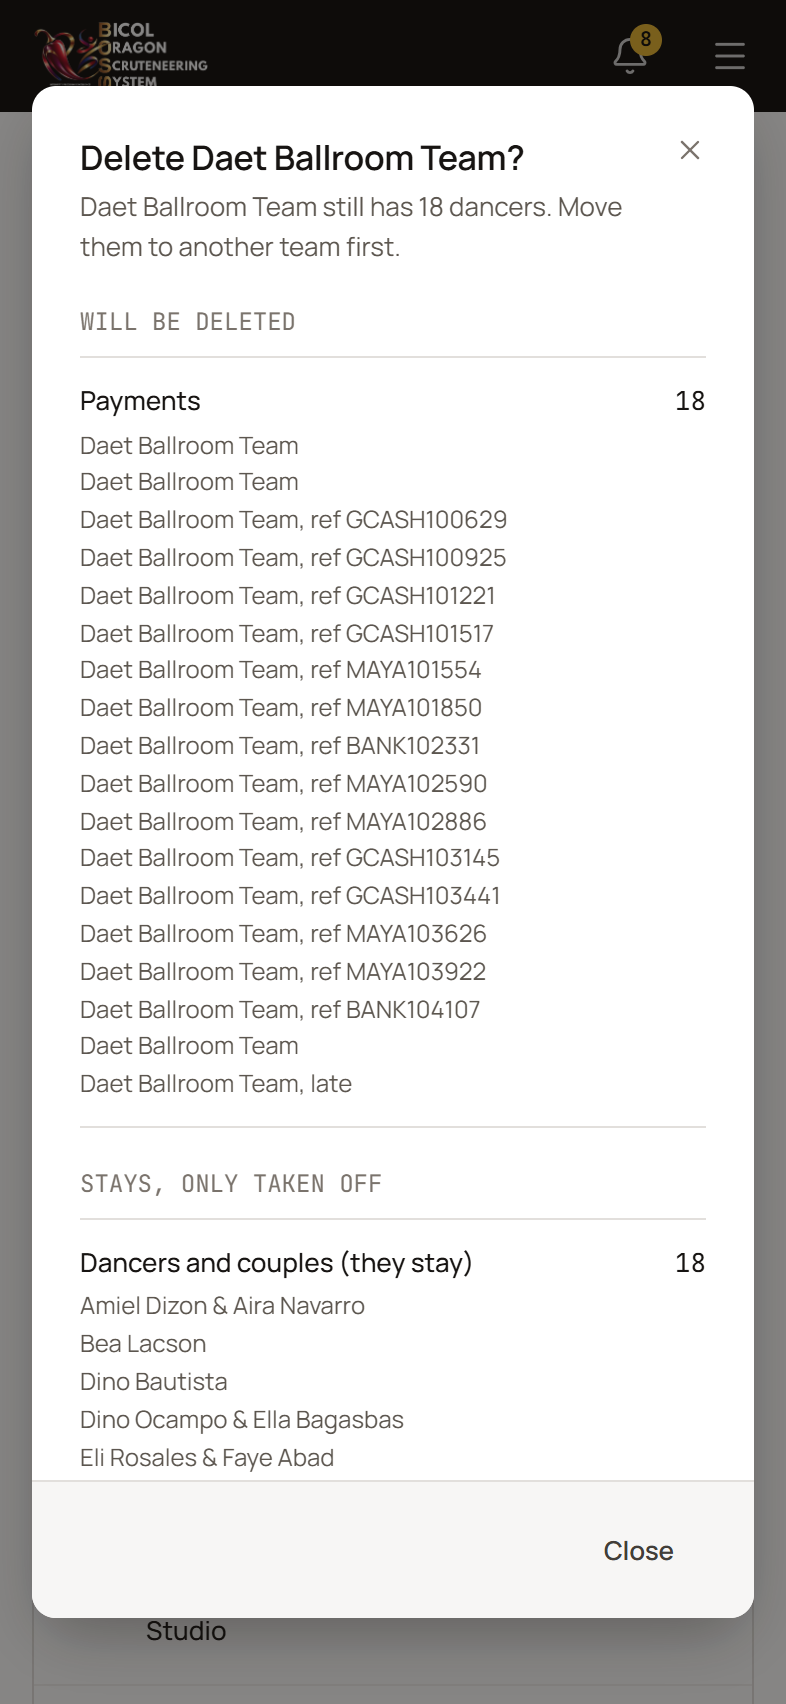 BICOL
DRAGON
SCRUTENEERING
SYSTEM
8
Delete Daet Ballroom Team?
Daet Ballroom Team still has 18 dancers. Move
them to another team first.
WILL BE DELETED
Payments 18
Daet Ballroom Team
Daet Ballroom Team
Daet Ballroom Team, ref GCASH100629
Daet Ballroom Team, ref GCASH100925
Daet Ballroom Team, ref GCASH101221
Daet Ballroom Team, ref GCASH101517
Daet Ballroom Team, ref MAYA101554
Daet Ballroom Team, ref MAYA101850
Daet Ballroom Team, ref BANK102331
Daet Ballroom Team, ref MAYA102590
Daet Ballroom Team, ref MAYA102886
Daet Ballroom Team, ref GCASH103145
Daet Ballroom Team, ref GCASH103441
Daet Ballroom Team, ref MAYA103626
Daet Ballroom Team, ref MAYA103922
Daet Ballroom Team, ref BANK104107
Daet Ballroom Team
Daet Ballroom Team, late
STAYS, ONLY TAKEN OFF
Dancers and couples (they stay) 18
Amiel Dizon & Aira Navarro
Bea Lacson
Dino Bautista
Dino Ocampo & Ella Bagasbas
Eli Rosales & Faye Abad
Close
Studio